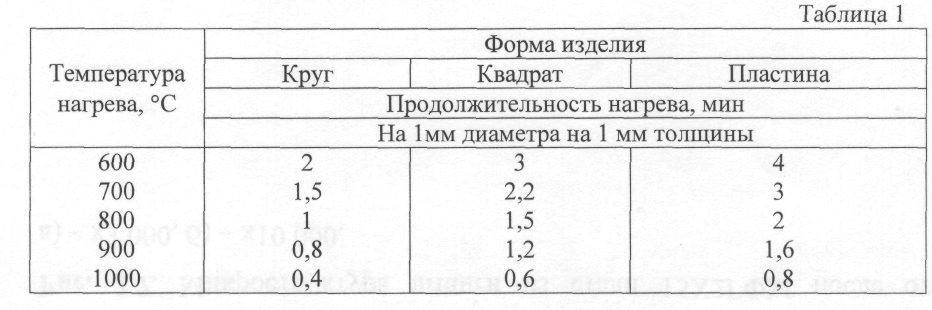 Таблица 1
Температура нагрева, °C
Форма изделия
Круг Квадрат Пластина
Продолжительность нагрева, мин
На 1мм диаметра на 1 мм толщины
600 2 3 4
700 1,5 2,2 3
800 1 1,5 2
900 0,8 1,2 1,6
1000 0,4 0,6 0,8